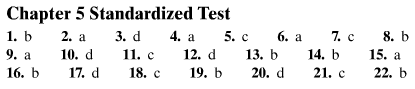 Chapter 5 Standardized Test
1. b 2. a 3. d 4. a 5. c 6. a 7. c 8. b
9. a 10. d 11. c 12. d 13. b 14. b 15. a
16. b 17. d 18. c 19. b 20. d 21. c 22. b